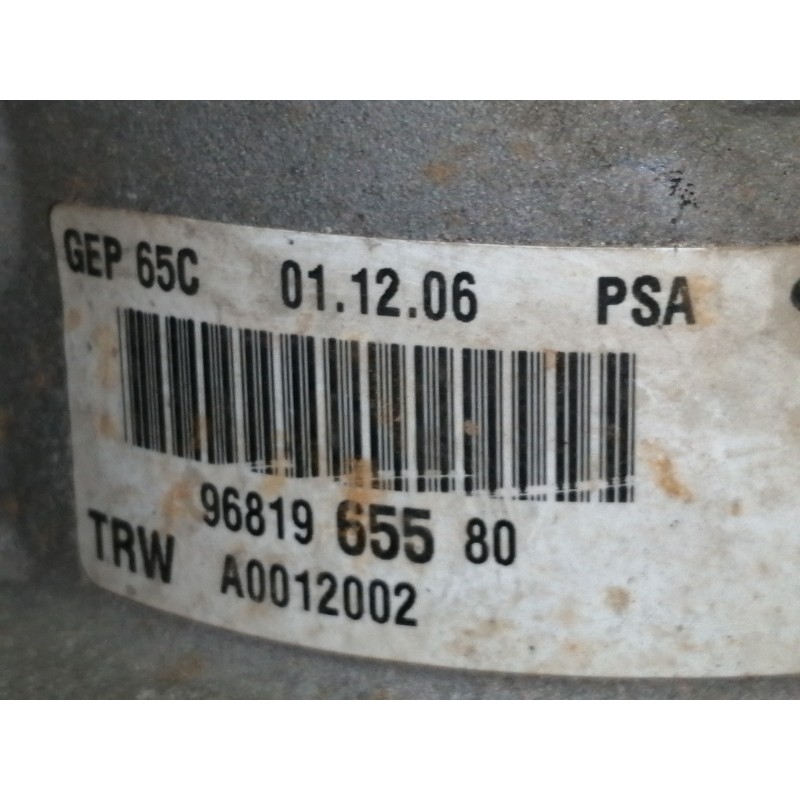 GEP 65C 01.12.06 PSA
96819 655 80
TRW A0012002